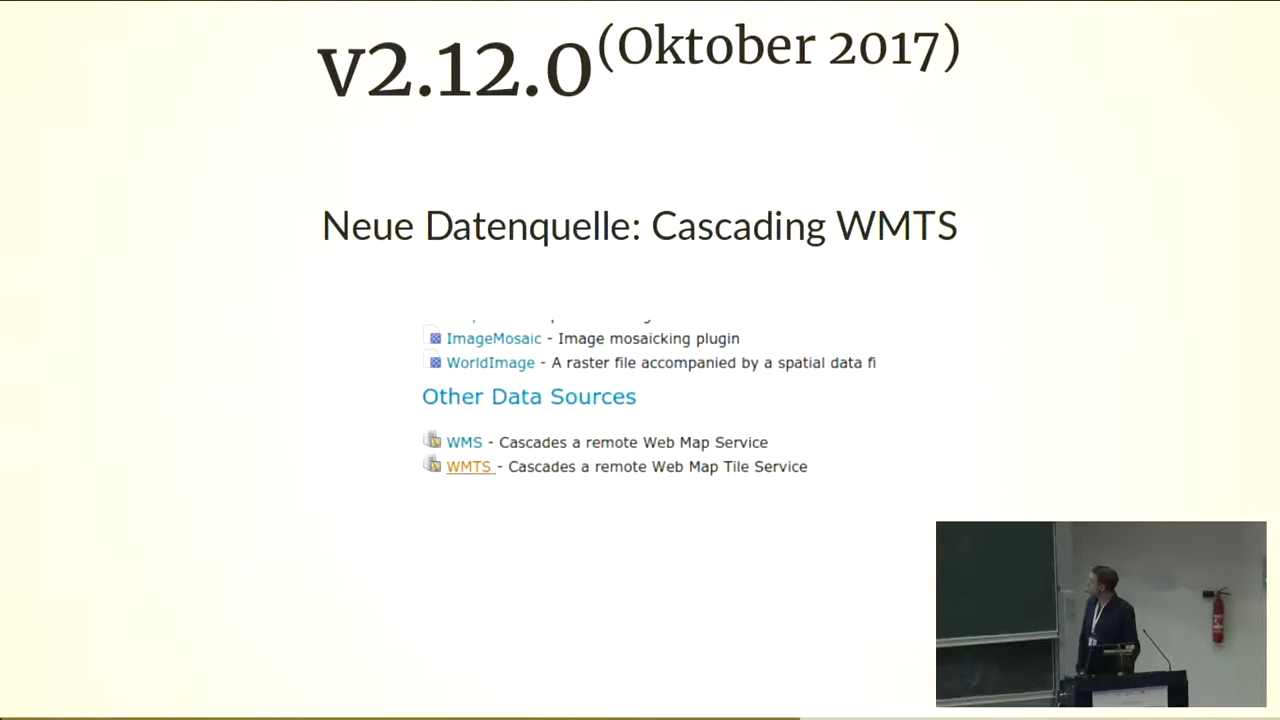 v2.12.0(Oktober 2017)
Neue Datenquelle: Cascading WMTS
ImageMosaic - Image mosaicking plugin
WorldImage - A raster file accompanied by a spatial data fi
Other Data Sources
WMS - Cascades a remote Web Map Service
WMTS - Cascades a remote Web Map Tile Service